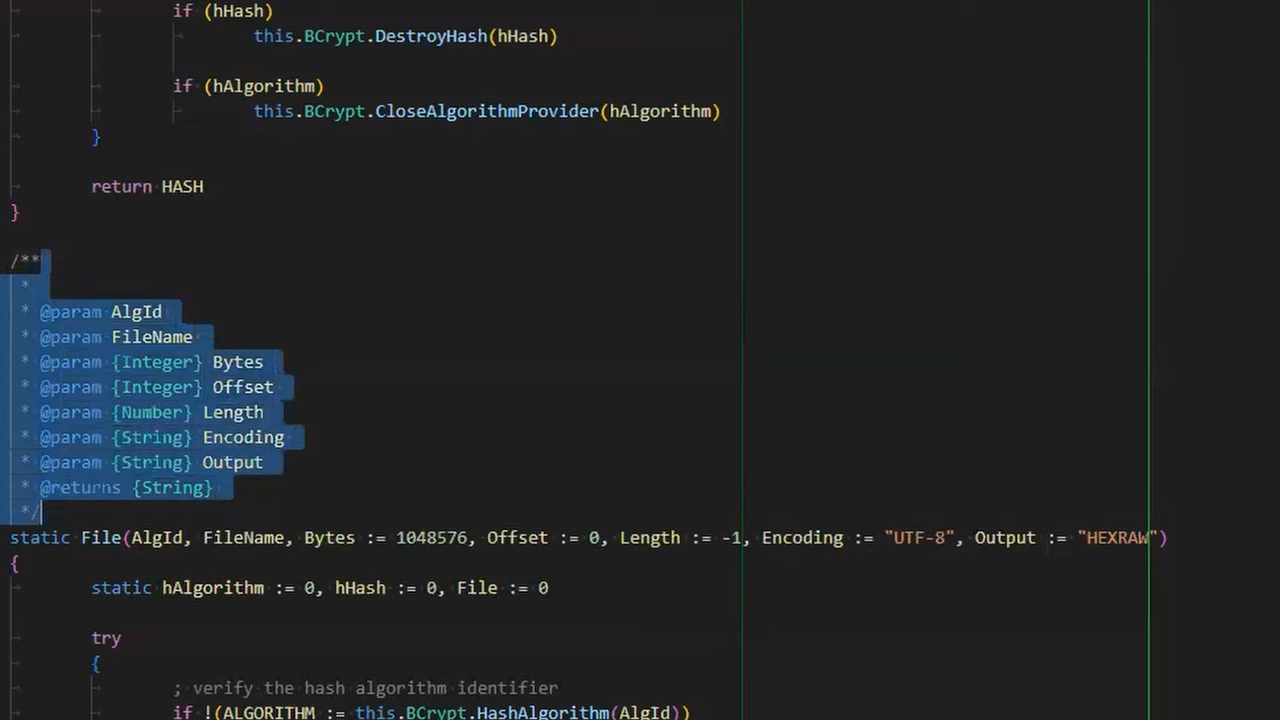 if (hHash)
this.BCrypt.DestroyHash(hHash)
if (hAlgorithm)
this.BCrypt.CloseAlgorithmProvider(hAlgorithm)
}
return HASH
}
/**
*
* @param AlgId
* @param FileName
* @param {Integer} Bytes
* @param {Integer} Offset
* @param {Number} Length
* @param {String} Encoding
* @param {String} Output
* @returns {String}
*/
static File(AlgId, FileName, Bytes := 1048576, Offset := 0, Length := -1, Encoding := "UTF-8", Output := "HEXRAW")
{
static hAlgorithm := 0, hHash := 0, File := 0
try
{
; verify the hash algorithm identifier
if !(ALGORITHM := this.BCrypt.HashAlgorithm(AlgId))